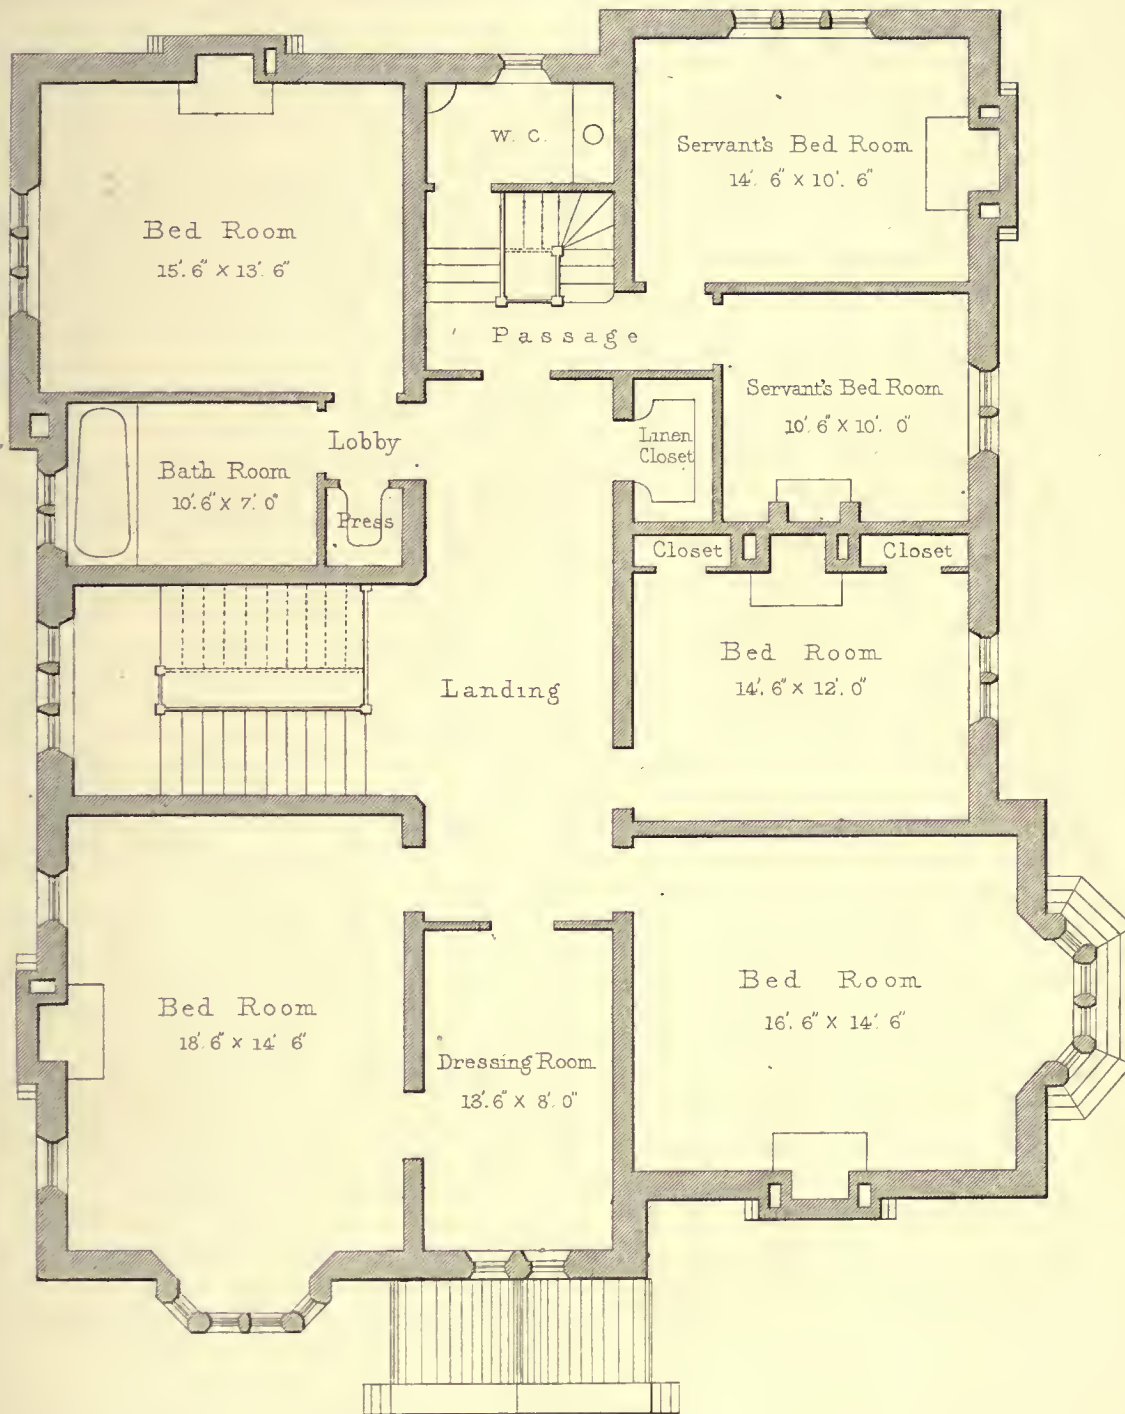 W. C.
Servant's Bed Room
14'. 6" X 10'. 6"
Bed Room
15'. 6" X 13'. 6"
Passage
Servant's Bed Room
10'. 6" X 10'. 0"
Linen
Closet
Lobby
Bath Room
10'. 6" X 7'. 0"
Press
Closet
Closet
Bed Room
14'. 6" X 12'. 0"
Landing
Bed Room
18'. 6" X 14' 6"
Dressing Room
13'. 6" X 8'. 0"
Bed Room
16'. 6" X 14'. 6"